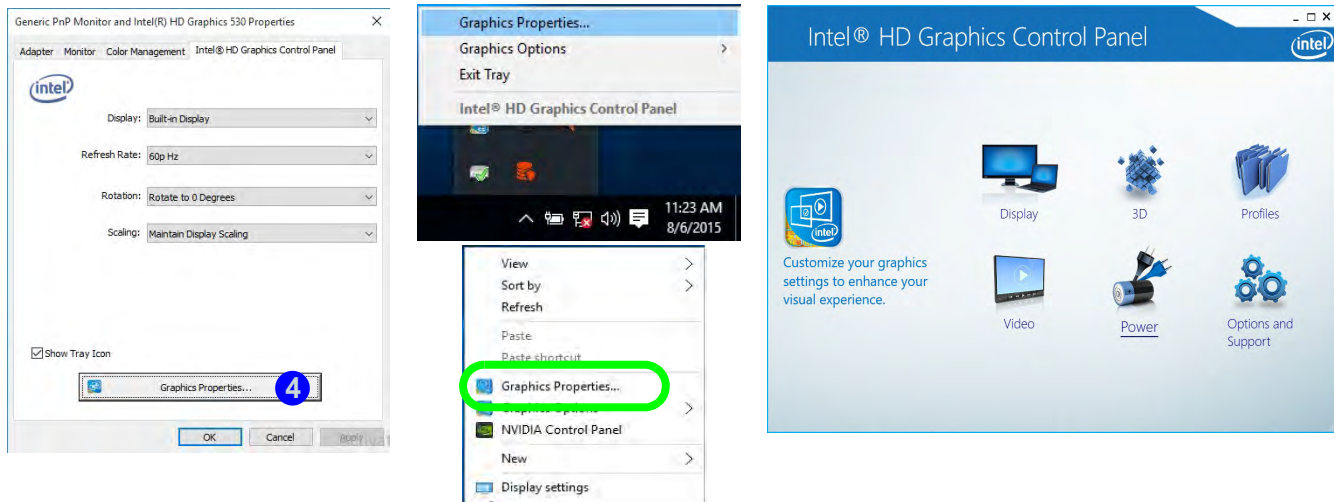 Generic PnP Monitor and Intel(R) HD Graphics 530 Properties
Adapter Monitor Color Management Intel® HD Graphics Control Panel
intel
Display: Built-in Display
Refresh Rate: 60p Hz
Rotation: Rotate to 0 Degrees
Scaling: Maintain Display Scaling
Show Tray Icon
Graphics Properties... 4
OK Cancel Apply
Graphics Properties...
Graphics Options
Exit Tray
Intel® HD Graphics Control Panel
11:23 AM
8/6/2015
View
Sort by
Refresh
Paste
Paste shortcut
Graphics Properties...
Graphics Options
NVIDIA Control Panel
New
Display settings
Intel® HD Graphics Control Panel
intel
Display 3D Profiles
intel
Customize your graphics
settings to enhance your
visual experience.
Video Power Options and
Support